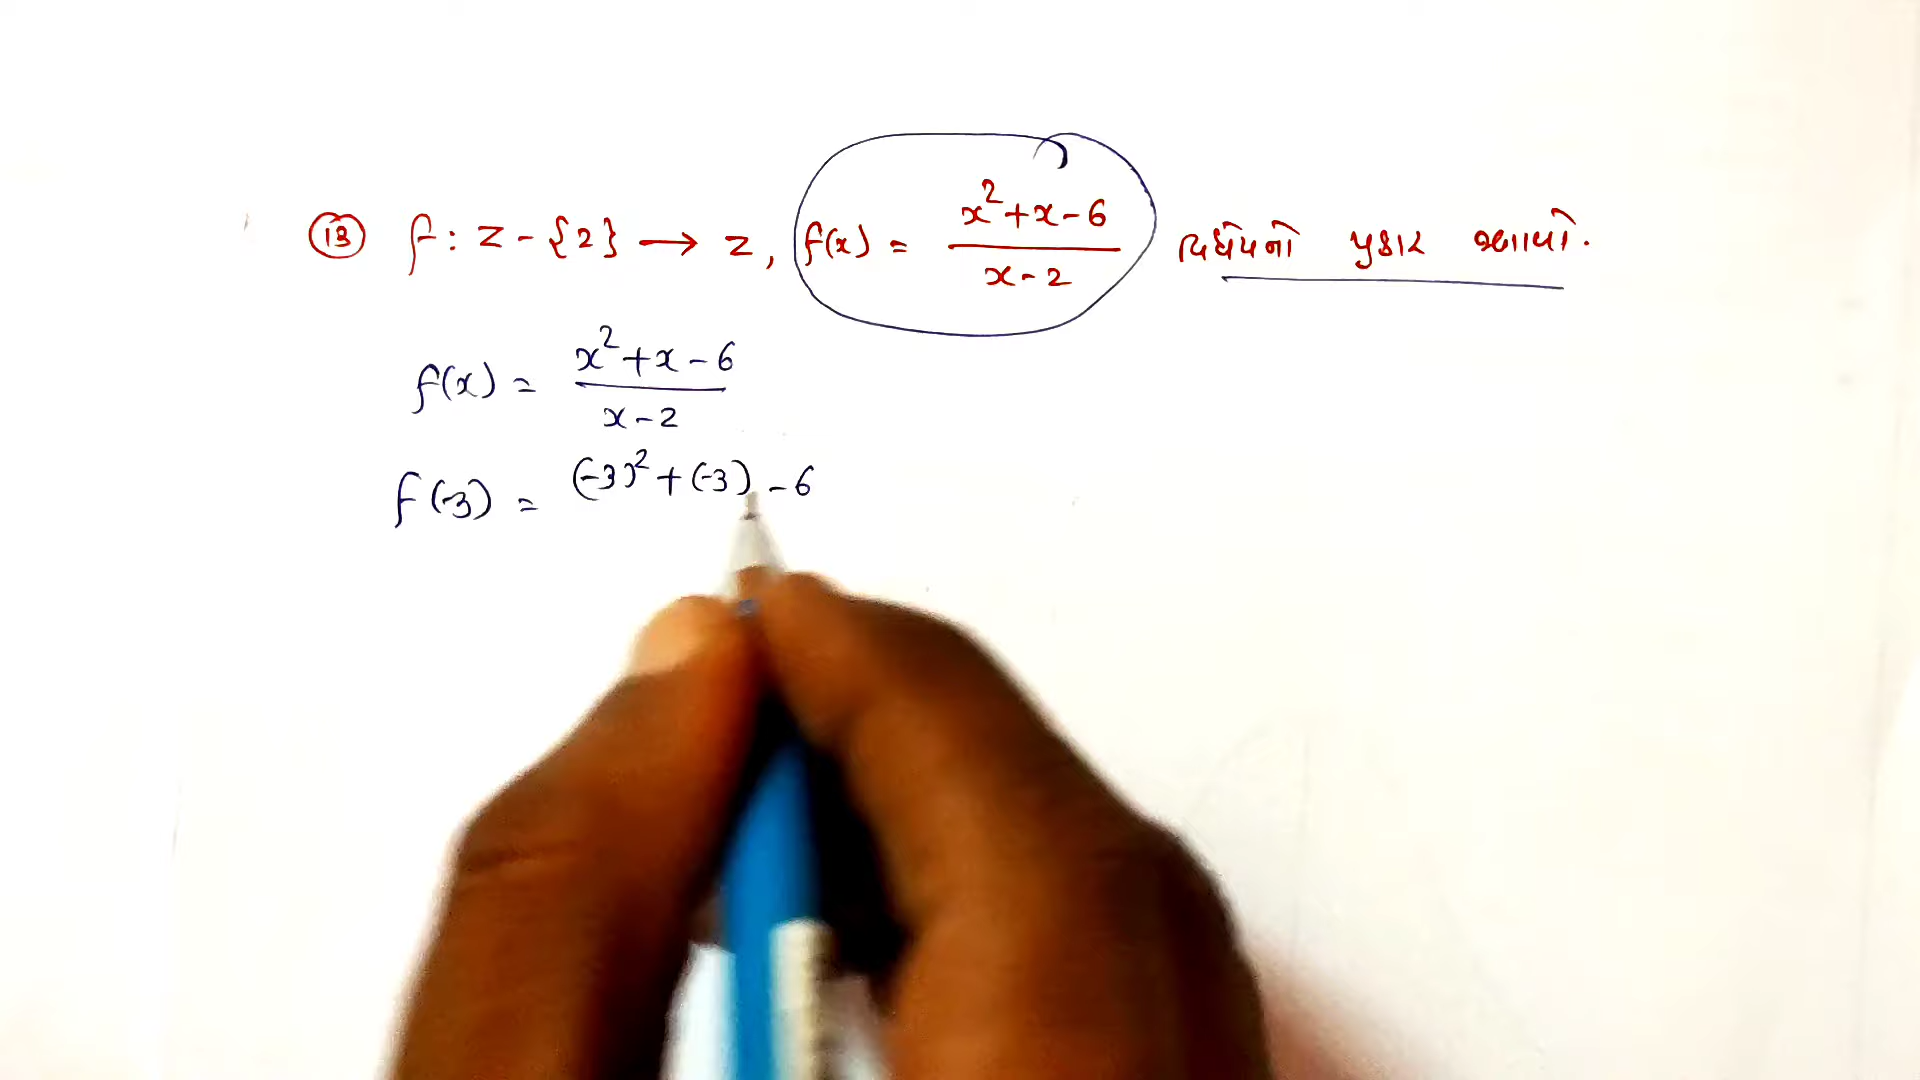 (13) f : Z - {2} → Z, f(x) = (x² + x - 6)/(x - 2) વિધેયનો પ્રકાર જણાવો.
f(x) = (x² + x - 6)/(x - 2)
f(-3) = (-3)² + (-3) - 6